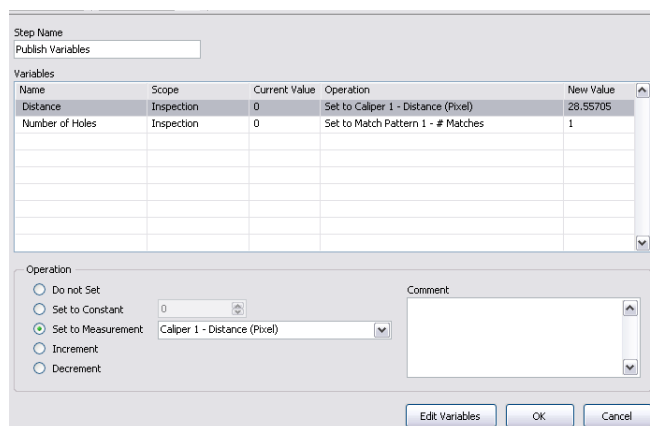 Step Name
Publish Variables
Variables
Name Scope Current Value Operation New Value
Distance Inspection 0 Set to Caliper 1 - Distance (Pixel) 28.55705
Number of Holes Inspection 0 Set to Match Pattern 1 - # Matches 1
Operation
Do not Set
Set to Constant 0
Set to Measurement Caliper 1 - Distance (Pixel)
Increment
Decrement
Comment
Edit Variables OK Cancel